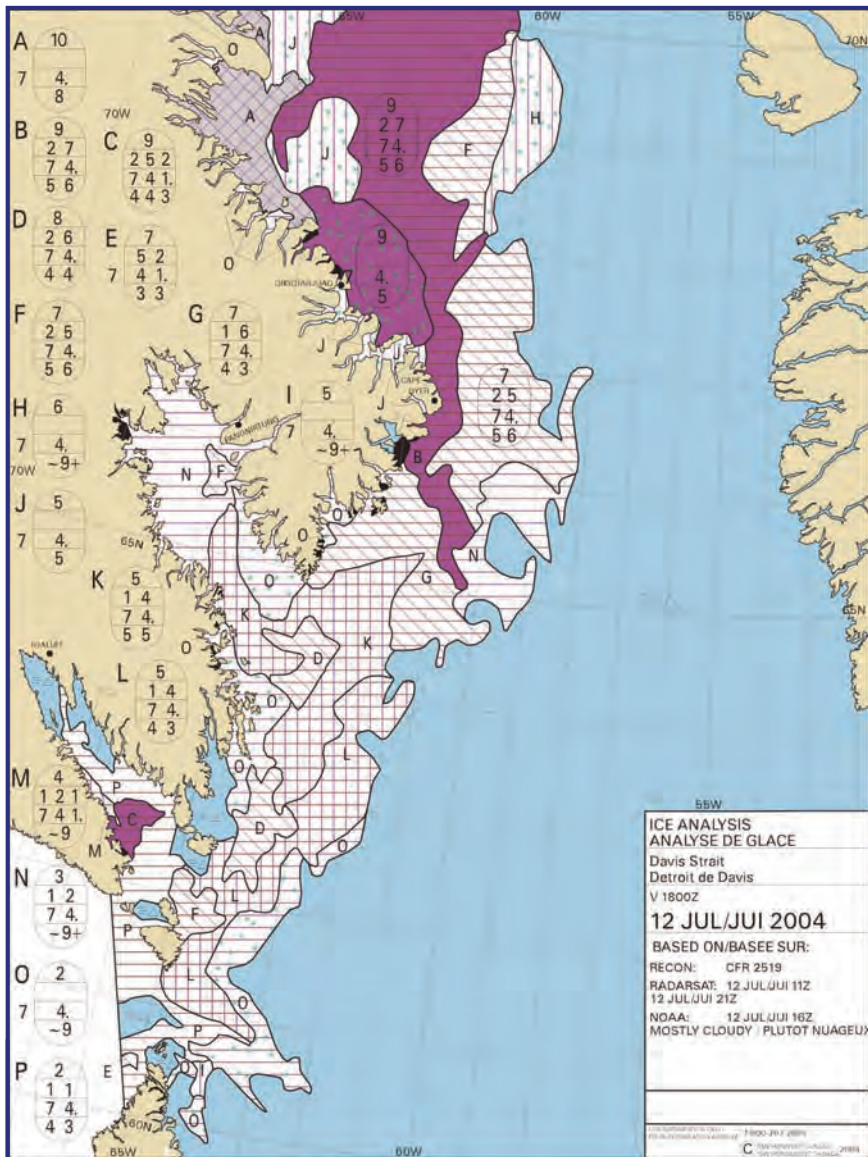 65W
60W
55W
70N
A
10
7
4.
8
B
9
2 7
7 4.
5 6
70W
C
9
2 5 2
7 4 1.
4 4 3
D
8
2 6
7 4.
4 4
E
7
5 2
7
4 1.
3 3
F
7
2 5
7 4.
5 6
G
7
1 6
7 4.
4 3
H
6
7
4.
~9+
70W
I
5
7
4.
~9+
J
5
7
4.
5
65N
K
5
1 4
7 4.
5 5
L
5
1 4
7 4.
4 3
M
4
1 2 1
7 4 1.
~9
N
3
1 2
7 4.
~9+
O
2
7
4.
~9
P
2
1 1
7 4.
4 3
O
A
J
A
J
9
2 7
7 4.
5 6
F
H
J
O
9
4.
5
QIKIQTARJUAQ
J
J
CAPE
DYER
J
7
2 5
7 4.
5 6
PANGNIRTUNG
B
N
F
O
O
N
G
O
K
K
65N
D
O
IQALUIT
O
L
O
P
C
D
M
O
L
F
P
L
O
P
E
I
O
O
60N
65W
60W
55W
ICE ANALYSIS
ANALYSE DE GLACE
Davis Strait
Detroit de Davis
V 1800Z
12 JUL/JUI 2004
BASED ON/BASEE SUR:
RECON: CFR 2519
RADARSAT: 12 JUL/JUI 11Z
12 JUL/JUI 21Z
NOAA: 12 JUL/JUI 16Z
MOSTLY CLOUDY / PLUTOT NUAGEUX
C